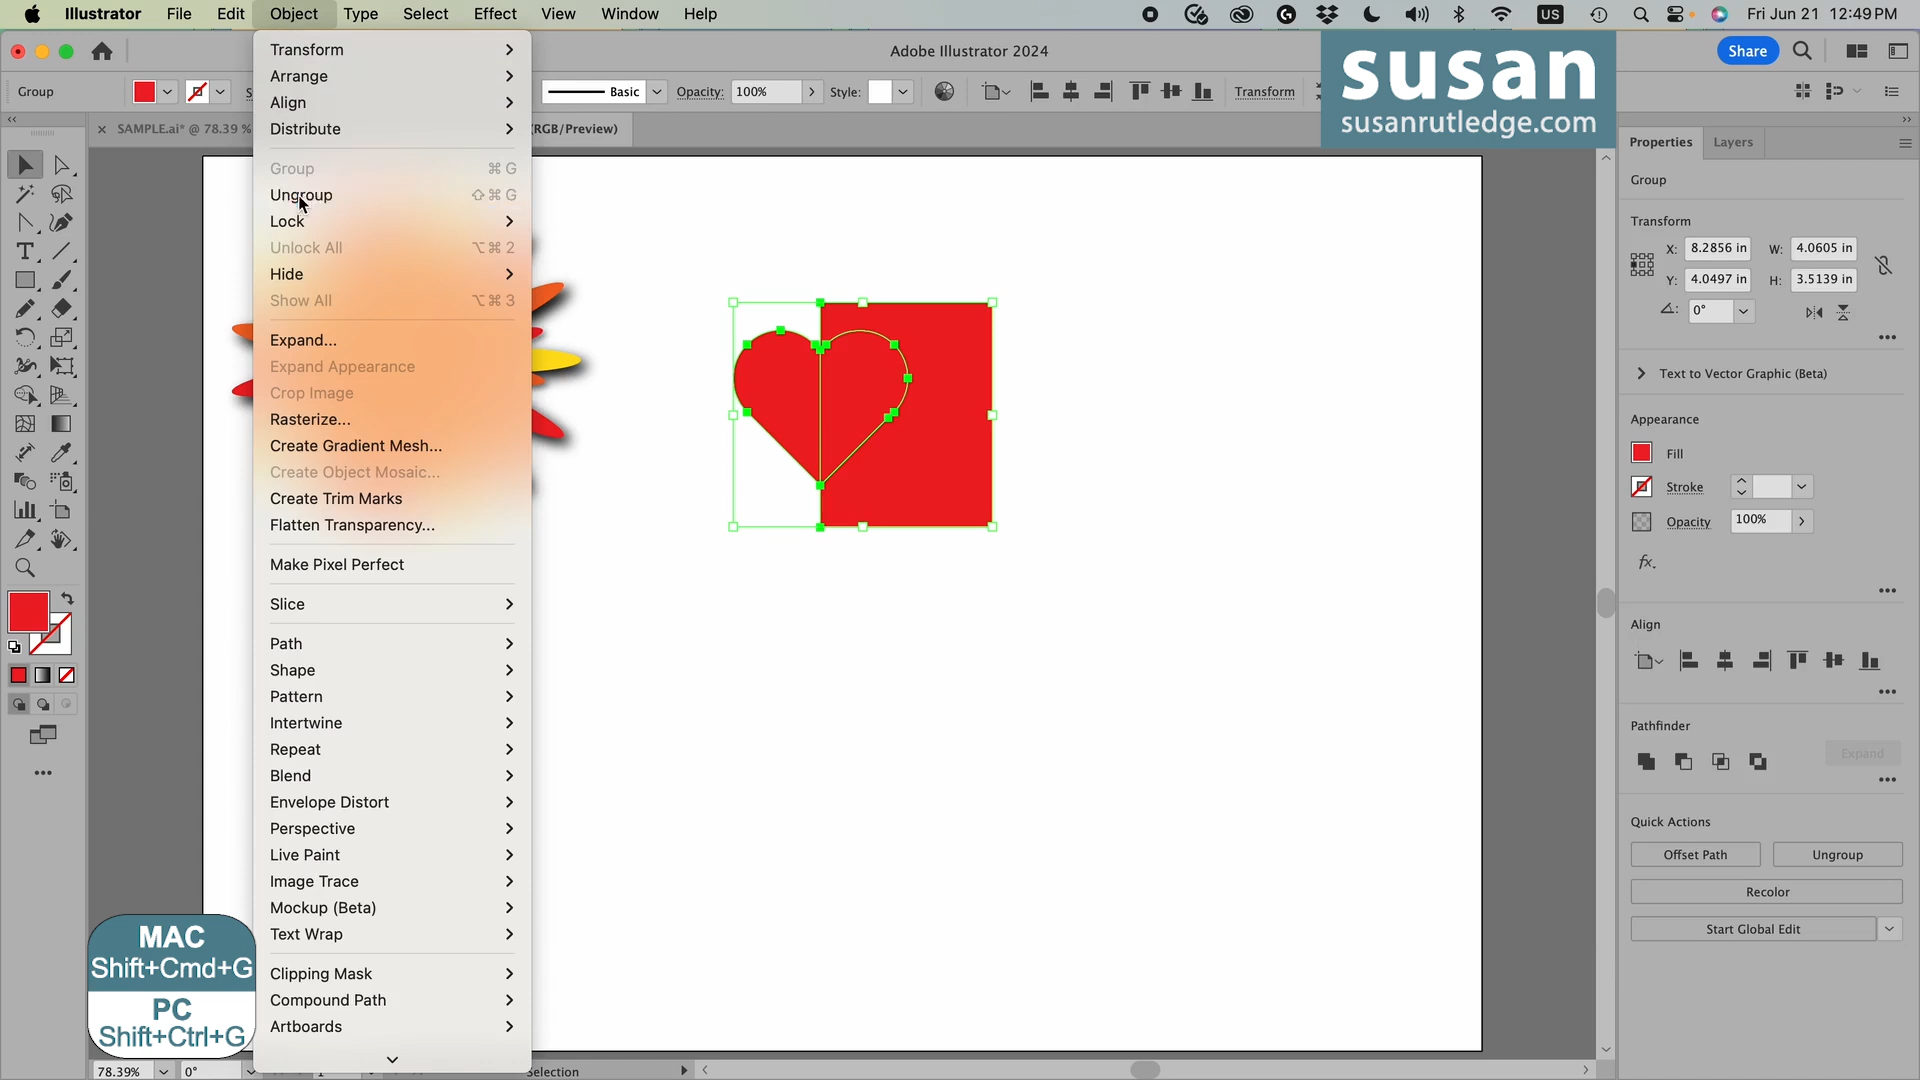 Illustrator File Edit Object Type Select Effect View Window Help
US Fri Jun 21 12:49 PM
Adobe Illustrator 2024
Share
susan
susanrutledge.com
Group
Basic
Opacity: 100%
Style:
Transform
SAMPLE.ai* @ 78.39 %
(RGB/Preview)
Transform
Arrange
Align
Distribute
Group ⌘ G
Ungroup ⇧ ⌘ G
Lock
Unlock All ⌥ ⌘ 2
Hide
Show All ⌥ ⌘ 3
Expand...
Expand Appearance
Crop Image
Rasterize...
Create Gradient Mesh...
Create Object Mosaic...
Create Trim Marks
Flatten Transparency...
Make Pixel Perfect
Slice
Path
Shape
Pattern
Intertwine
Repeat
Blend
Envelope Distort
Perspective
Live Paint
Image Trace
Mockup (Beta)
Text Wrap
Clipping Mask
Compound Path
Artboards
MAC
Shift+Cmd+G
PC
Shift+Ctrl+G
78.39% 0° Selection
Properties Layers
Group
Transform
X: 8.2856 in W: 4.0605 in
Y: 4.0497 in H: 3.5139 in
0°
Text to Vector Graphic (Beta)
Appearance
Fill
Stroke
Opacity 100%
fx.
Align
Pathfinder
Expand
Quick Actions
Offset Path Ungroup
Recolor
Start Global Edit